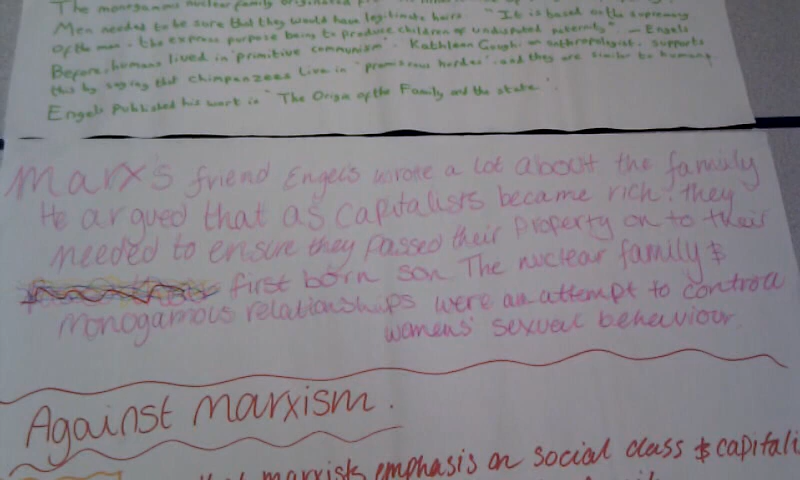 The monogamous nuclear family originated
Men needed to be sure that they would have legitimate heirs. "It is based on the supremacy
of the man, the express purpose being to produce children of undisputed paternity". - Engels
Before, humans lived in 'primitive communism'. Kathleen Gough, an anthropologist, supports
this by saying that chimpanzees live in 'promiscous hordes' and they are similar to humans.
Engels published his work in 'The Origin of the Family and the state'.
Marx's friend Engels wrote a lot about the family
He argued that as capitalists became rich. they
needed to ensure they passed their property on to their
first born son The nuclear family &
monogamous relationships were an attempt to controll
womens' sexual behaviour.
Against marxism.
marxists emphasis on social class & capitali